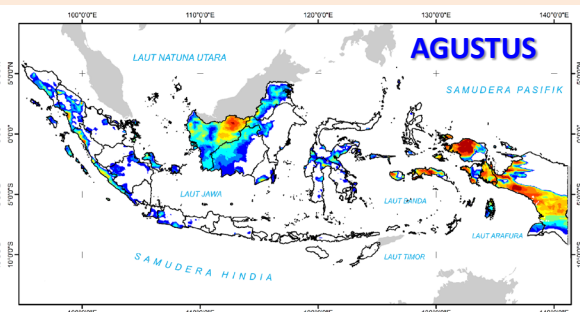 100°0'0"E 110°0'0"E 120°0'0"E 130°0'0"E 140°0'0"E
AGUSTUS
LAUT NATUNA UTARA
SAMUDERA PASIFIK
5°0'0"N
0°0'0"
5°0'0"S
10°0'0"S
LAUT JAWA
LAUT BANDA
LAUT ARAFURA
LAUT TIMOR
SAMUDERA HINDIA